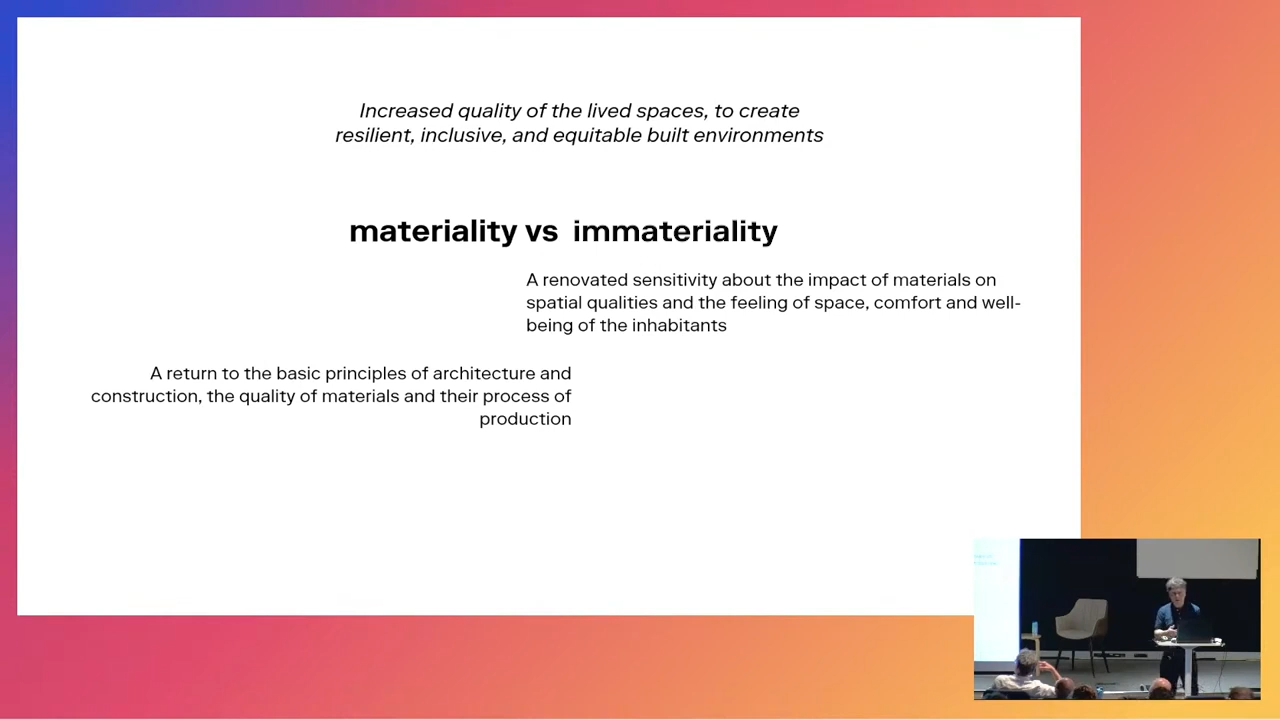 Increased quality of the lived spaces, to create
resilient, inclusive, and equitable built environments
materiality vs immateriality
A renovated sensitivity about the impact of materials on
spatial qualities and the feeling of space, comfort and well-
being of the inhabitants
A return to the basic principles of architecture and
construction, the quality of materials and their process of
production